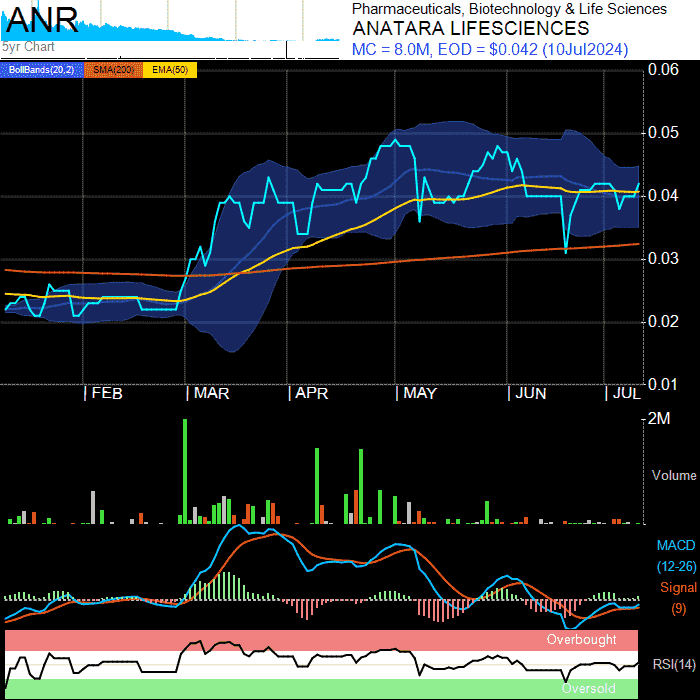 ANR
5yr Chart
Pharmaceuticals, Biotechnology & Life Sciences
ANATARA LIFESCIENCES
MC = 8.0M, EOD = $0.042 (10Jul2024)
BollBands(20,2) SMA(200) EMA(50)
0.06
0.05
0.04
0.03
0.02
0.01
FEB MAR APR MAY JUN JUL
2M
Volume
MACD
(12-26)
Signal
(9)
Overbought
RSI(14)
Oversold